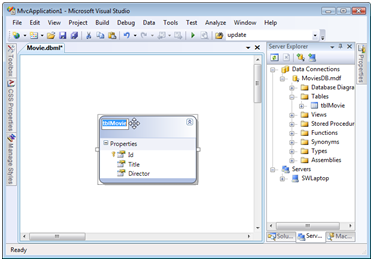 MvcApplication1 - Microsoft Visual Studio
File Edit View Project Build Debug Data Tools Test Analyze Window Help
update
Movie.dbml*
Toolbox
CSS Properties
Manage Styles
tblMovie
Properties
Id
Title
Director
Server Explorer
Data Connections
MoviesDB.mdf
Database Diagra
Tables
tblMovie
Views
Stored Procedure
Functions
Synonyms
Types
Assemblies
Servers
SWLaptop
Solu...
Serv...
Mac...
Properties
Ready